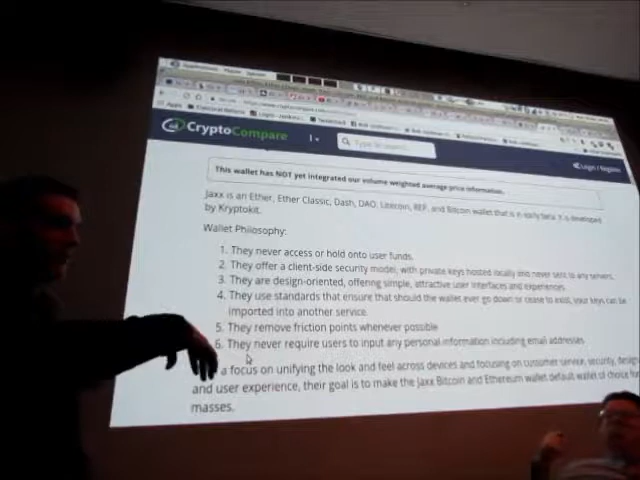 CryptoCompare
Type to search...
Login / Register
This wallet has NOT yet integrated our volume weighted average price information.
Jaxx is an Ether, Ether Classic, Dash, DAO, Litecoin, REP, and Bitcoin wallet that is in early beta. It is developed
by Kryptokit.
Wallet Philosophy:
1. They never access or hold onto user funds.
2. They offer a client-side security model, with private keys hosted locally and never sent to any servers.
3. They are design-oriented, offering simple, attractive user interfaces and experiences.
4. They use standards that ensure that should the wallet ever go down or cease to exist, your keys can be
imported into another service.
5. They remove friction points whenever possible
6. They never require users to input any personal information including email addresses
a focus on unifying the look and feel across devices and focusing on customer service, security, design
and user experience, their goal is to make the Jaxx Bitcoin and Ethereum wallet default wallet of choice for
masses.